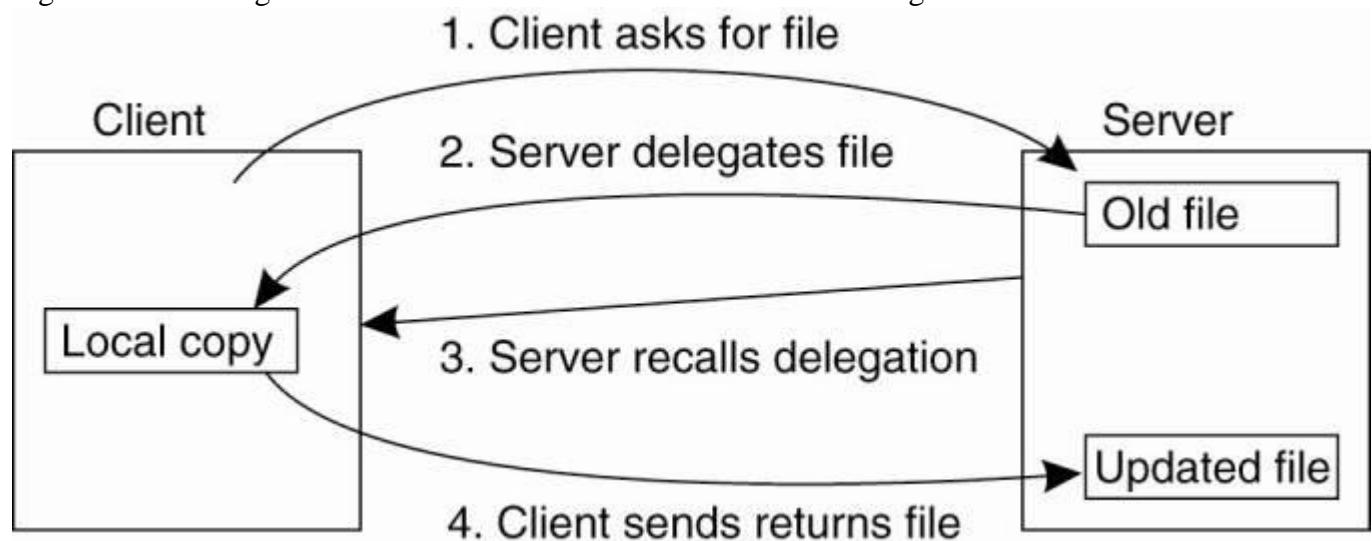 1. Client asks for file
Client
Server
2. Server delegates file
Old file
Local copy
3. Server recalls delegation
Updated file
4. Client sends returns file